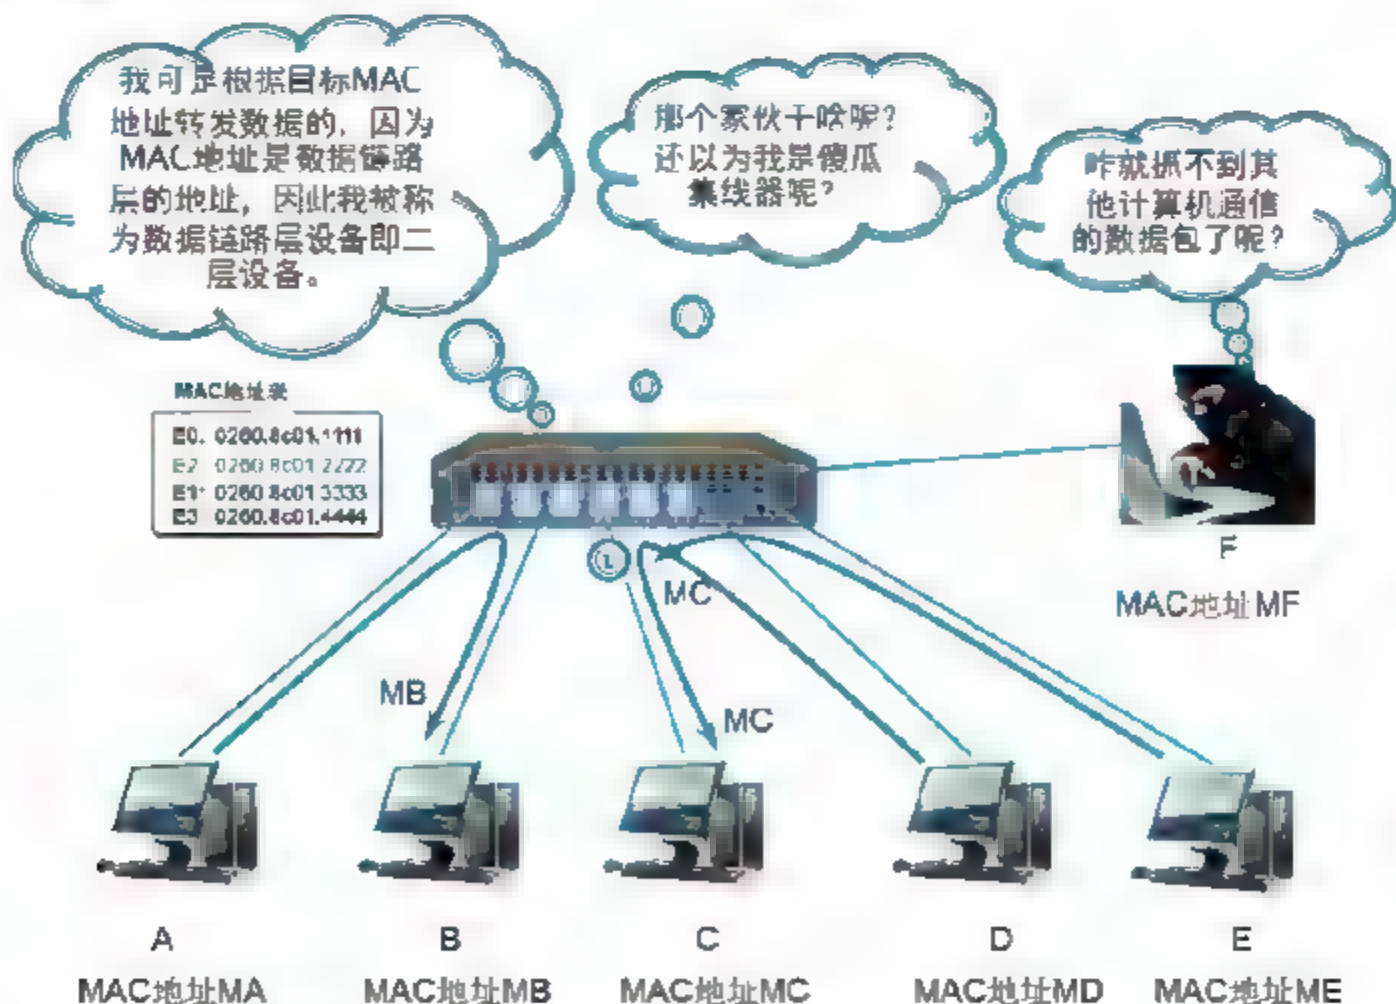 我可是根据目标MAC
地址转发数据的，因为
MAC地址是数据链路
层的地址，因此我被称
为数据链路层设备即二
层设备。
那个家伙干啥呢？
还以为我是傻瓜
集线器呢？
咋就抓不到其
他计算机通信
的数据包了呢？
MAC地址表
E0: 0260.8c01.1111
E2: 0260.8c01.2222
E1: 0260.8c01.3333
E3: 0260.8c01.4444
F
MAC地址MF
MC
MB
MC
A
B
C
D
E
MAC地址MA
MAC地址MB
MAC地址MC
MAC地址MD
MAC地址ME